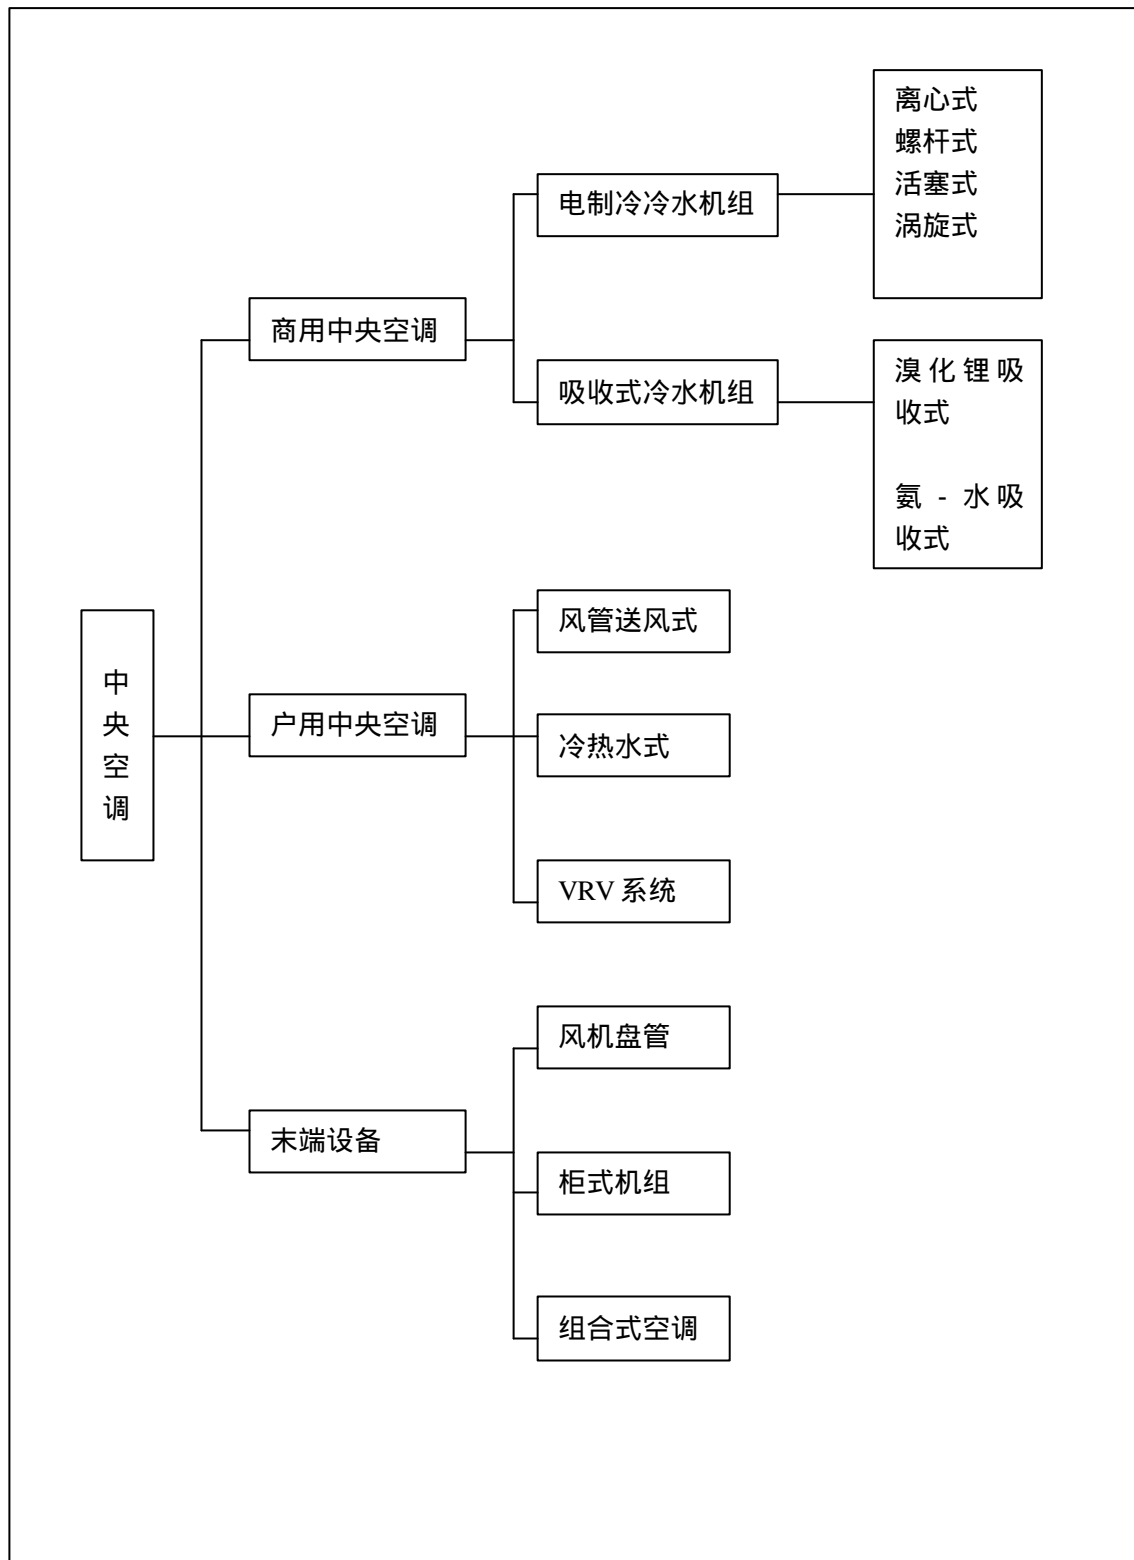 离心式
螺杆式
活塞式
涡旋式
电制冷冷水机组
商用中央空调
吸收式冷水机组
溴化锂吸
收式
氨 - 水吸
收式
中
央
空
调
风管送风式
户用中央空调
冷热水式
VRV 系统
风机盘管
末端设备
柜式机组
组合式空调